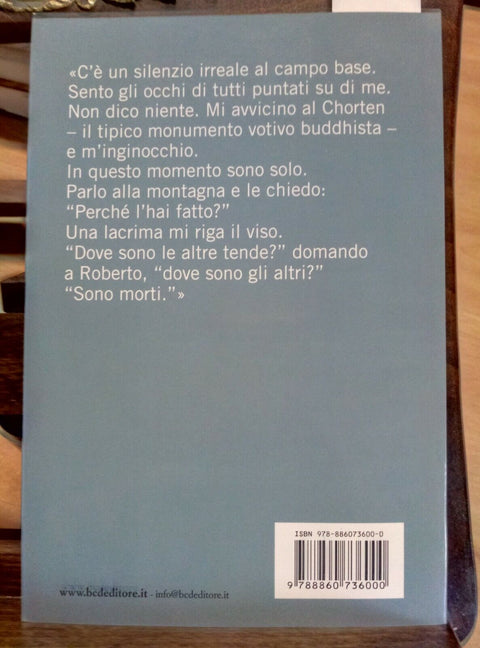 «C'è un silenzio irreale al campo base.
Sento gli occhi di tutti puntati su di me.
Non dico niente. Mi avvicino al Chorten
– il tipico monumento votivo buddhista –
e m'inginocchio.
In questo momento sono solo.
Parlo alla montagna e le chiedo:
“Perché l'hai fatto?”
Una lacrima mi riga il viso.
“Dove sono le altre tende?” domando
a Roberto, “dove sono gli altri?”
“Sono morti.”»
ISBN 978-886073600-0
9 788860 736000
www.bcdeditore.it - info@bcdeditore.it